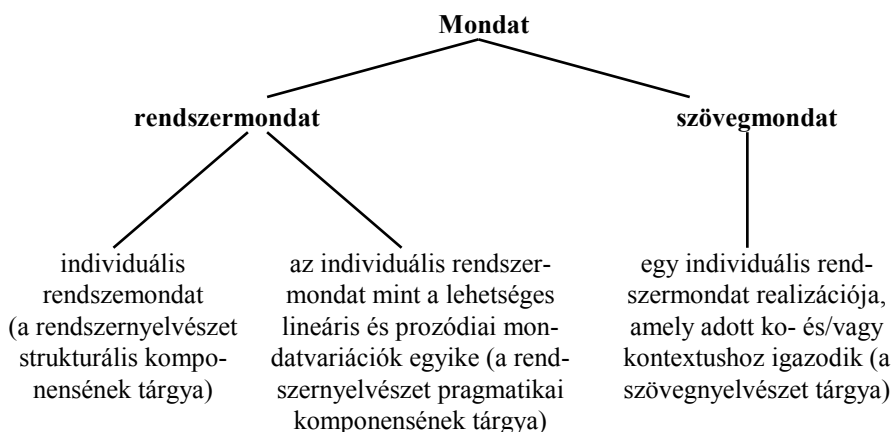 Mondat
rendszermondat
szövegmondat
individuális
rendszemondat
(a rendszernyelvészet
strukturális kompo-
nensének tárgya)
az individuális rendszer-
mondat mint a lehetséges
lineáris és prozódiai mon-
datvariációk egyike (a rend-
szernyelvészet pragmatikai
komponensének tárgya)
egy individuális rend-
szermondat realizációja,
amely adott ko- és/vagy
kontextushoz igazodik (a
szövegnyelvészet tárgya)